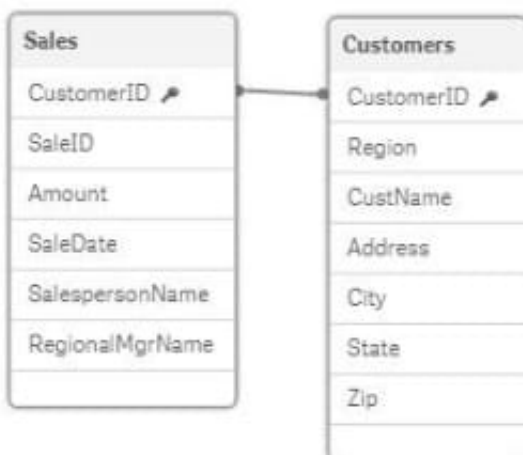 Sales
CustomerID
SaleID
Amount
SaleDate
SalespersonName
RegionalMgrName
Customers
CustomerID
Region
CustName
Address
City
State
Zip